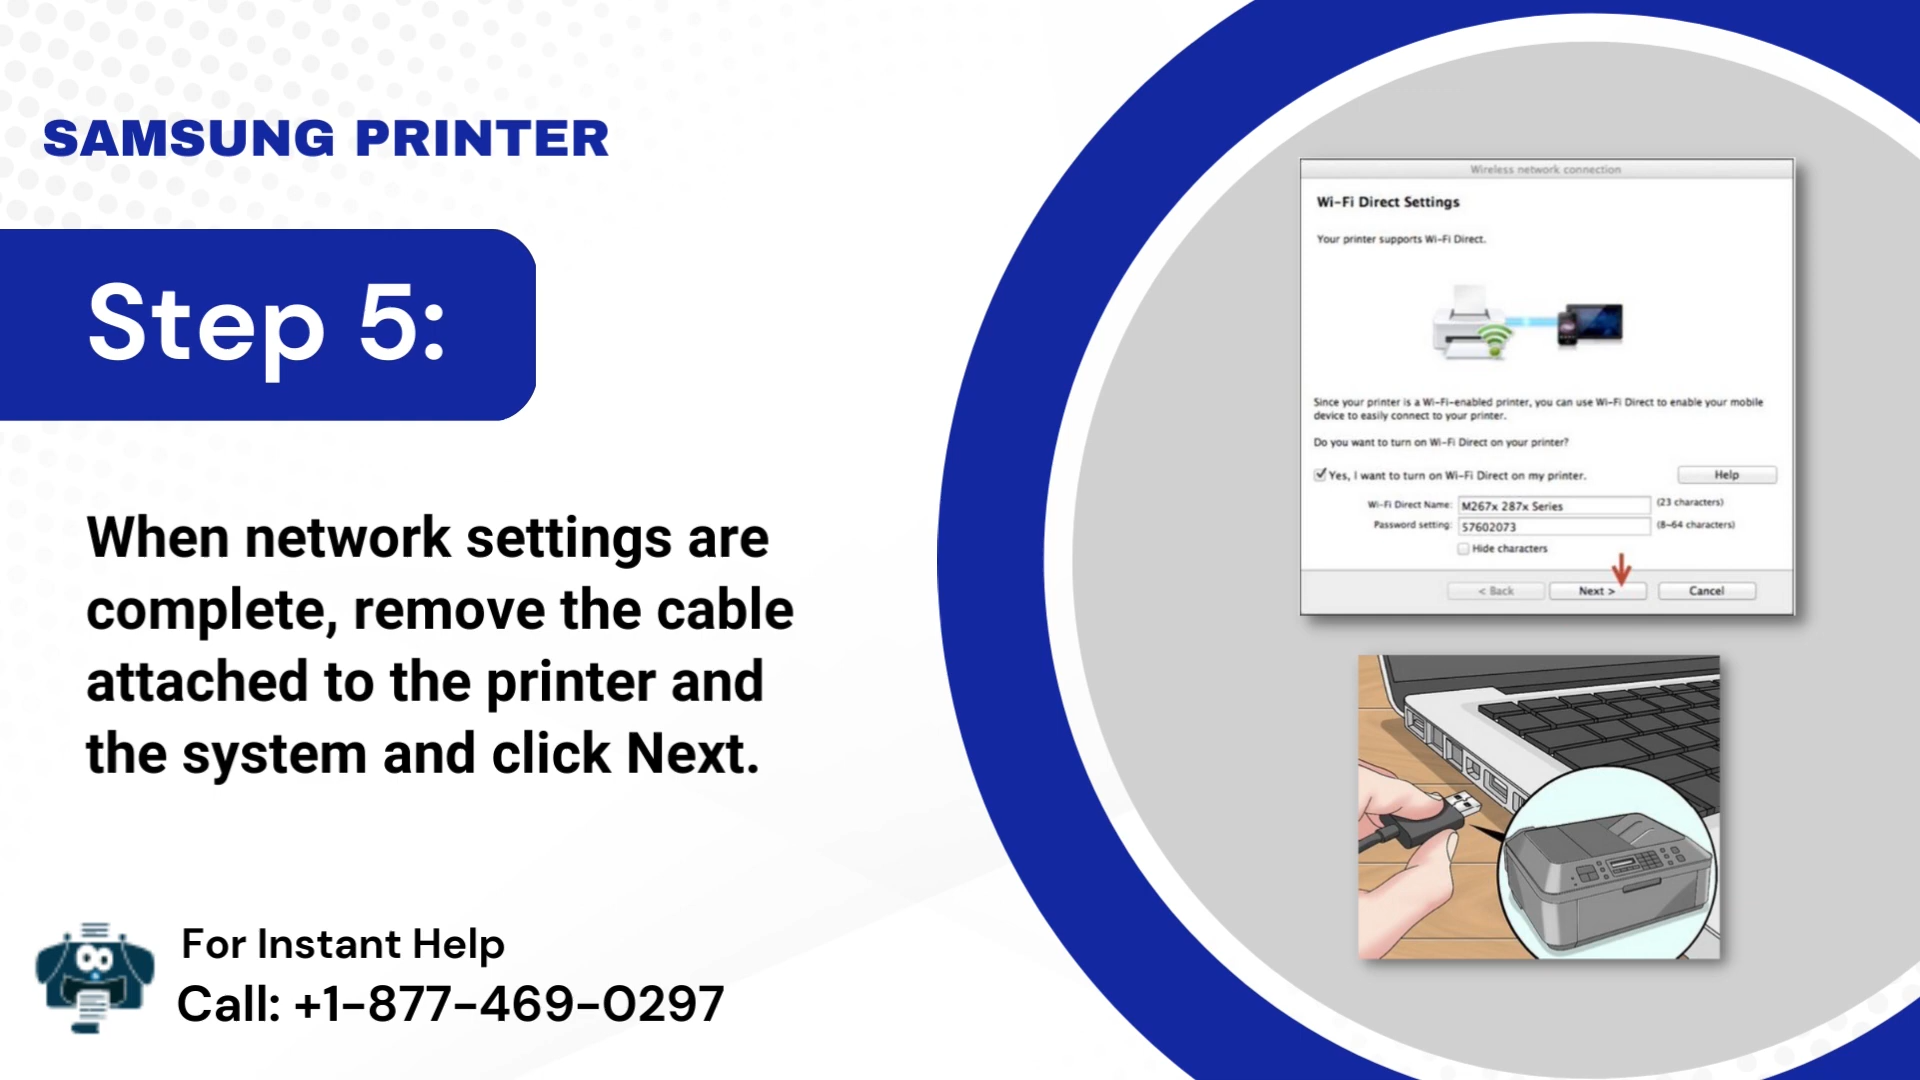 SAMSUNG PRINTER
Step 5:
When network settings are
complete, remove the cable
attached to the printer and
the system and click Next.
For Instant Help
Call: +1-877-469-0297
Wireless network connection
Wi-Fi Direct Settings
Your printer supports Wi-Fi Direct.
Since your printer is a Wi-Fi-enabled printer, you can use Wi-Fi Direct to enable your mobile
device to easily connect to your printer.
Do you want to turn on Wi-Fi Direct on your printer?
Yes, I want to turn on Wi-Fi Direct on my printer.
Help
Wi-Fi Direct Name: M267x 287x Series (23 characters)
Password setting: 57602073 (8~64 characters)
Hide characters
< Back Next > Cancel